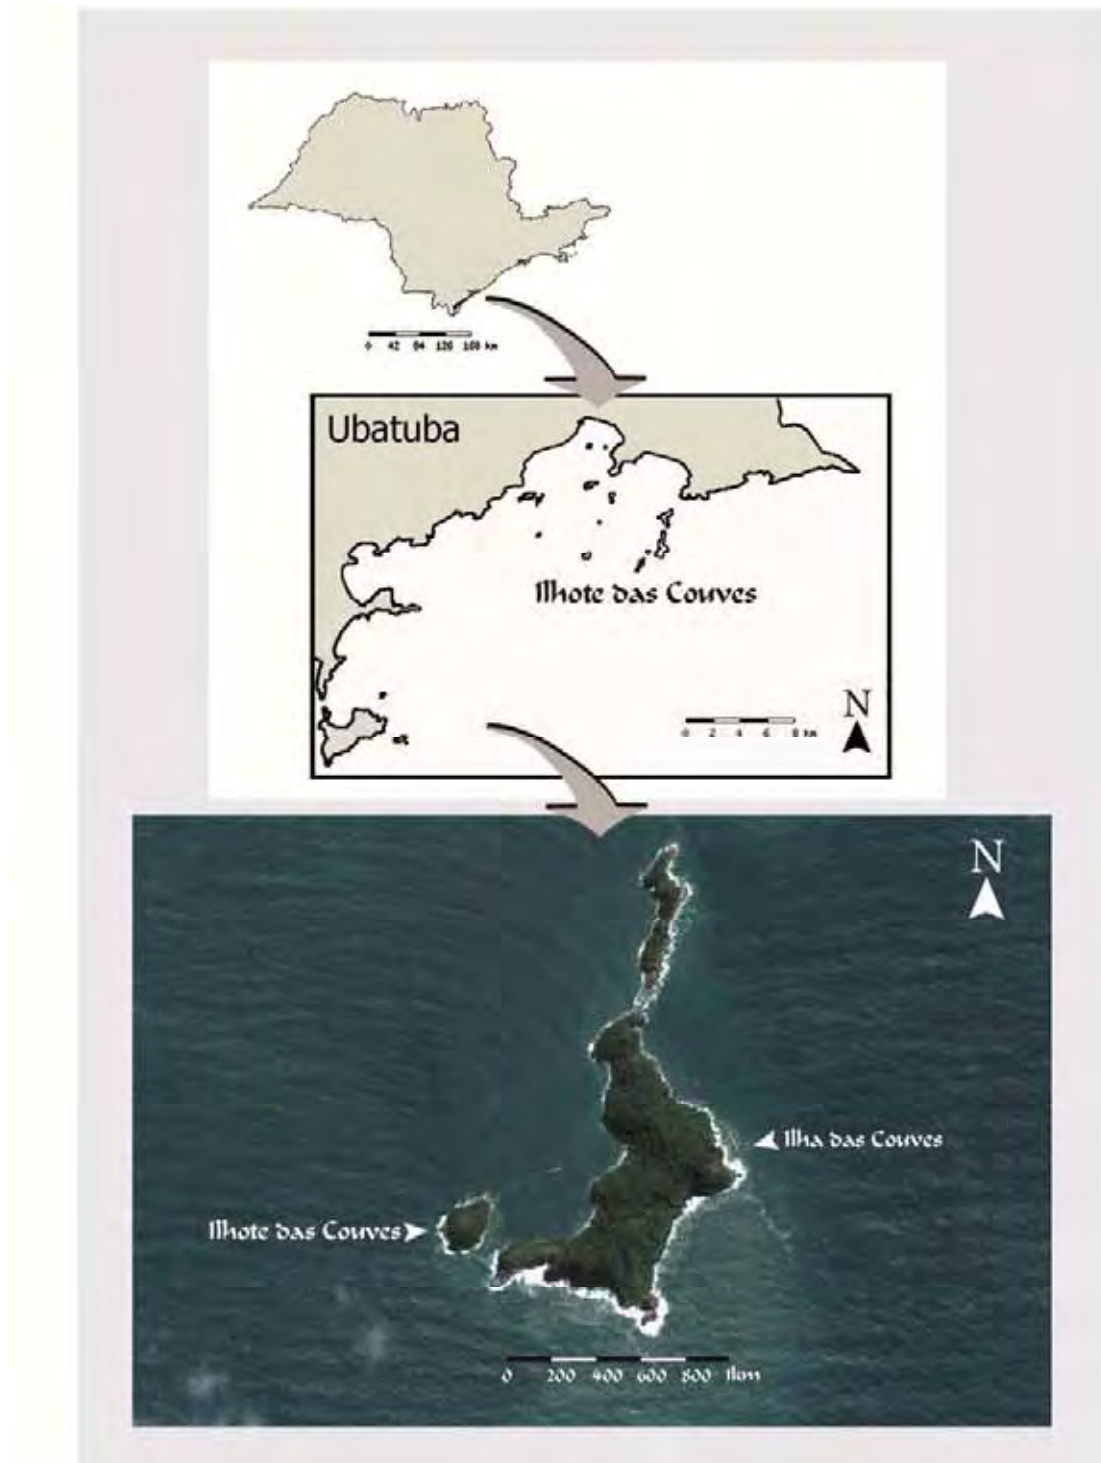 0 42 84 126 168 km
Ubatuba
Ilhote das Couves
N
0 2 4 6 8 km
N
Ilha das Couves
Ilhote das Couves
0 200 400 600 800 1km